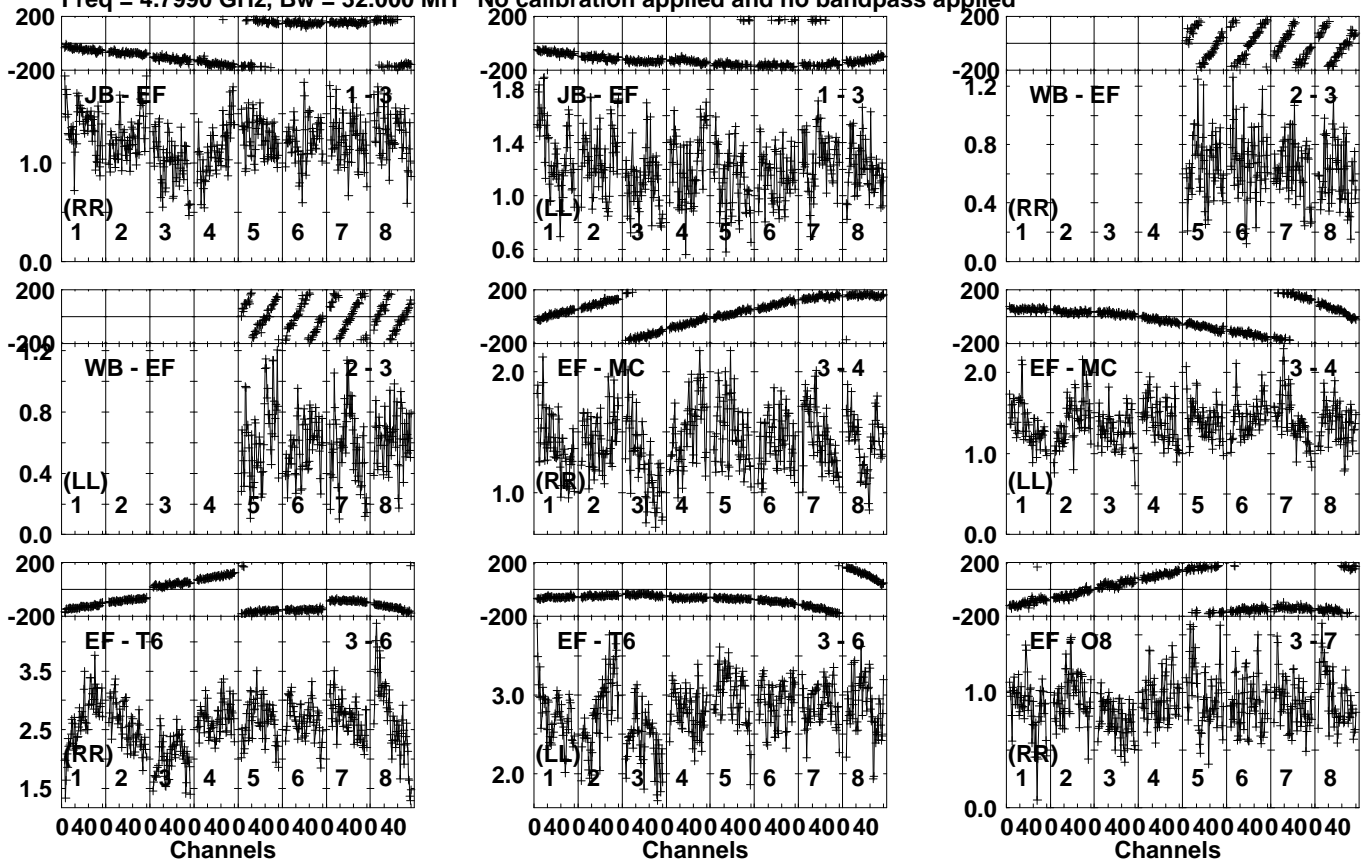 Freq = 4.7990 GHz, Bw = 32.000 MH No calibration applied and no bandpass applied
200
-200
JB - EF 1 - 3
1.0
(RR)
1 2 3 4 5 6 7 8
0.0
200
-200
1.8
JB - EF 1 - 3
1.4
1.0
(LL)
1 2 3 4 5 6 7 8
0.6
200
-200
1.2
WB - EF 2 - 3
0.8
0.4
(RR)
1 2 3 4 5 6 7 8
0.0
200
-200
1.2
WB - EF 2 - 3
0.8
0.4
(LL)
1 2 3 4 5 6 7 8
0.0
200
-200
2.0
EF - MC 3 - 4
1.0
(RR)
1 2 3 4 5 6 7 8
200
-200
2.0
EF - MC 3 - 4
1.0
(LL)
1 2 3 4 5 6 7 8
0.0
200
-200
EF - T6 3 - 6
3.5
2.5
(RR)
1 2 3 4 5 6 7 8
1.5
0 40 0 40 0 40 0 40 0 40 0 40 0 40 0 40
Channels
200
-200
EF - T6 3 - 6
3.0
(LL)
1 2 3 4 5 6 7 8
2.0
0 40 0 40 0 40 0 40 0 40 0 40 0 40 0 40
Channels
200
-200
EF - O8 3 - 7
1.0
(RR)
1 2 3 4 5 6 7 8
0.0
0 40 0 40 0 40 0 40 0 40 0 40 0 40 0 40
Channels